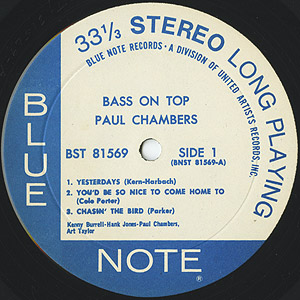 33⅓ STEREO LONG PLAYING
BLUE NOTE RECORDS • A DIVISION OF UNITED ARTISTS RECORDS, INC.
BASS ON TOP
PAUL CHAMBERS
BST 81569
SIDE 1
(BNST 81569-A)
1. YESTERDAYS (Kern-Harbach)
2. YOU'D BE SO NICE TO COME HOME TO
(Cole Porter)
3. CHASIN' THE BIRD (Parker)
Kenny Burrell-Hank Jones-Paul Chambers,
Art Taylor
BLUE
NOTE®